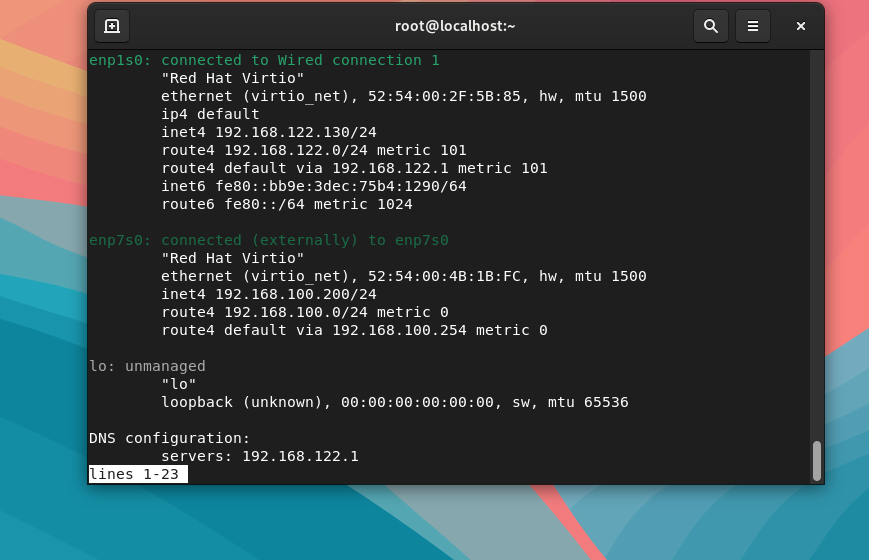 root@localhost:~
enp1s0: connected to Wired connection 1
"Red Hat Virtio"
ethernet (virtio_net), 52:54:00:2F:5B:85, hw, mtu 1500
ip4 default
inet4 192.168.122.130/24
route4 192.168.122.0/24 metric 101
route4 default via 192.168.122.1 metric 101
inet6 fe80::bb9e:3dec:75b4:1290/64
route6 fe80::/64 metric 1024
enp7s0: connected (externally) to enp7s0
"Red Hat Virtio"
ethernet (virtio_net), 52:54:00:4B:1B:FC, hw, mtu 1500
inet4 192.168.100.200/24
route4 192.168.100.0/24 metric 0
route4 default via 192.168.100.254 metric 0
lo: unmanaged
"lo"
loopback (unknown), 00:00:00:00:00:00, sw, mtu 65536
DNS configuration:
servers: 192.168.122.1
lines 1-23